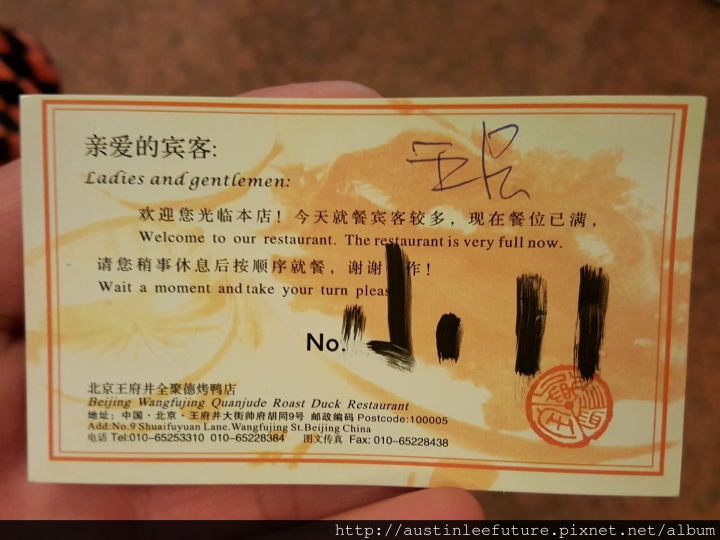 亲爱的宾客:
Ladies and gentlemen:
欢迎您光临本店！今天就餐宾客较多，现在餐位已满，
Welcome to our restaurant. The restaurant is very full now.
请您稍事休息后按顺序就餐，谢谢 作！
Wait a moment and take your turn pleas
No. 1.11
北京王府井全聚德烤鸭店
Beijing Wangfujing Quanjude Roast Duck Restaurant
地址：中国·北京·王府井大街帅府胡同9号 邮政编码 Postcode:100005
Add:No.9 Shuaifuyuan Lane.Wangfujing St.Beijing China
电话 Tel:010-65253310 010-65228384 图文传真 Fax: 010-65228438
http://austinleefuture.pixnet.net/album